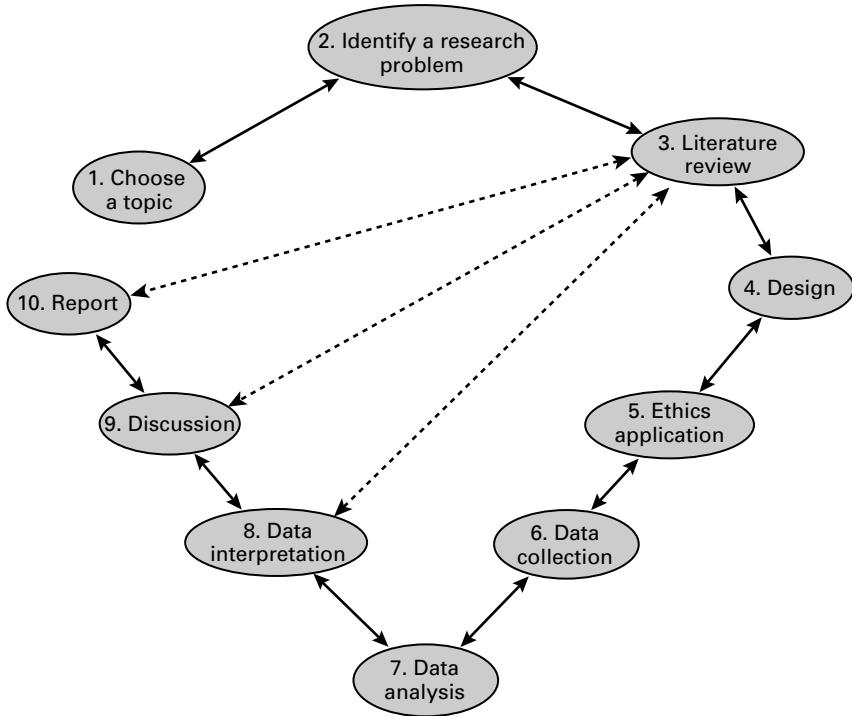 2. Identify a research
problem
3. Literature
review
1. Choose
a topic
10. Report
4. Design
9. Discussion
5. Ethics
application
8. Data
interpretation
6. Data
collection
7. Data
analysis